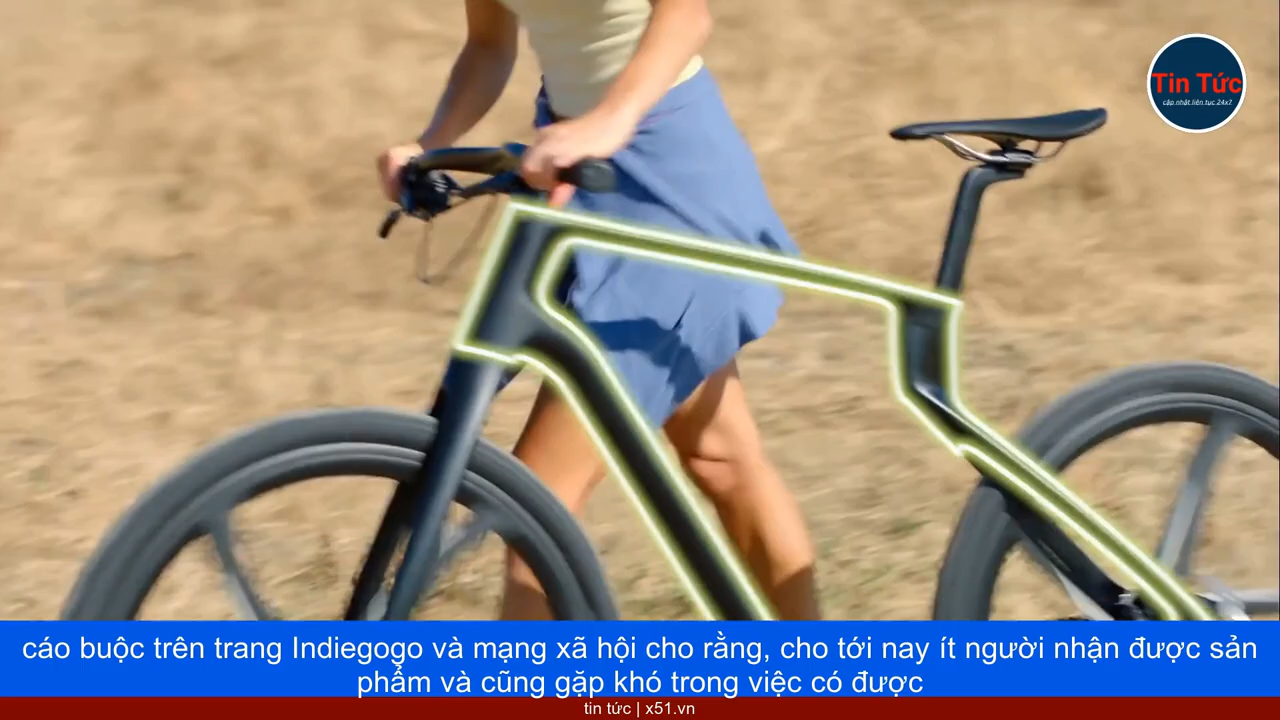 Tin Tức
cập.nhật.liên.tục.24x7
cáo buộc trên trang Indiegogo và mạng xã hội cho rằng, cho tới nay ít người nhận được sản
phẩm và cũng gặp khó trong việc có được
tin tức | x51.vn